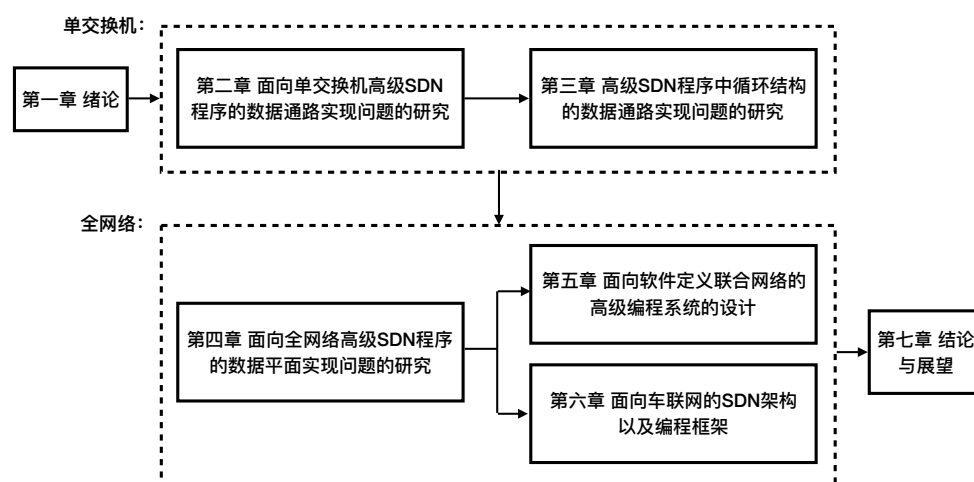 单交换机：
第一章 绪论
第二章 面向单交换机高级SDN
程序的数据通路实现问题的研究
第三章 高级SDN程序中循环结构
的数据通路实现问题的研究
全网络：
第四章 面向全网络高级SDN程序
的数据平面实现问题的研究
第五章 面向软件定义联合网络的
高级编程系统的设计
第六章 面向车联网的SDN架构
以及编程框架
第七章 结论
与展望